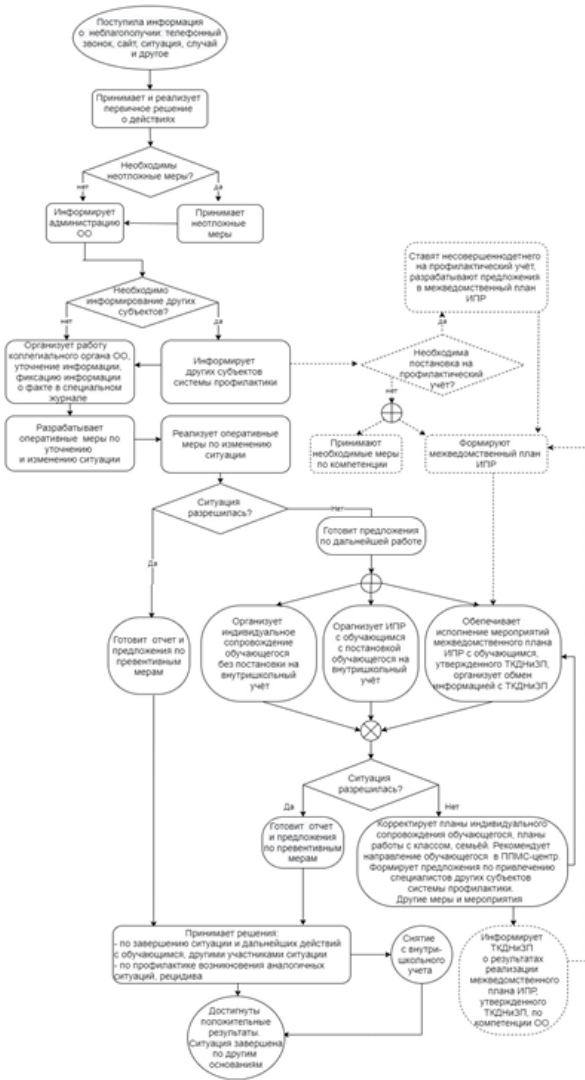 Поступила информация
о неблагополучии: телефонный
звонок, сайт, ситуация, случай
и другое
Принимает и реализует
первичное решение
о действиях
Необходимы
неотложные меры?
нет
да
Информирует
администрацию
ОО
Принимает
неотложные
меры
Необходимо
информирование других
субъектов?
нет
да
Ставят несовершеннодетнего
на профилактический учёт,
разрабатывают предложения
в межведомственный план
ИПР
да
Организует работу
коллегиального органа ОО,
уточнение информации,
фиксацию информации
о факте в специальном
журнале
Информирует
других субъектов
системы профилактики
Необходима
постановка на
профилактический
учёт?
нет
Разрабатывает
оперативные меры по
уточнению
и изменению ситуации
Реализует оперативные
меры по изменению
ситуации
Принимают
необходимые меры
по компетенции
Формируют
межведомственный план
ИПР
Ситуация
разрешилась?
Нет
Да
Готовит предложения
по дальнейшей работе
Готовит отчет и
предложения по
превентивным
мерам
Организует
индивидуальное
сопровождение
обучающегося
без постановки на
внутришкольный
учёт
Орагнизует ИПР
с обучающимся
с постановкой
обучающегося на
внутришкольный
учёт
Обепечивает
исполнение мероприятий
межведомственного плана
ИПР с обучающимся,
утвержденного ТКДНиЗП,
организует обмен
информацией с ТКДНиЗП
Ситуация
разрешилась?
Да
Нет
Готовит отчет
и предложения
по превентивным
мерам
Корректирует планы индивидуального
сопровождения обучающегося, планы
работы с классом, семьёй. Рекомендует
направление обучающегося в ППМС-центр.
Формирует предложения по привлечению
специалистов других субъектов
системы профилактики.
Другие меры и мероприятия
Принимает решения:
- по завершению ситуации и дальнейших действий
с обучающимся, другими участниками ситуации
- по профилактике возникновения аналогичных
ситуаций, рецидива
Снятие
с внутри-
школьного
учета
Информирует
ТКДНиЗП
о результатах
реализации
межведомственного
плана ИПР,
утвержденного
ТКДНиЗП, по
компетенции ОО
Достигнуты
положительные
результаты.
Ситуация завершена
по другим
основаниям